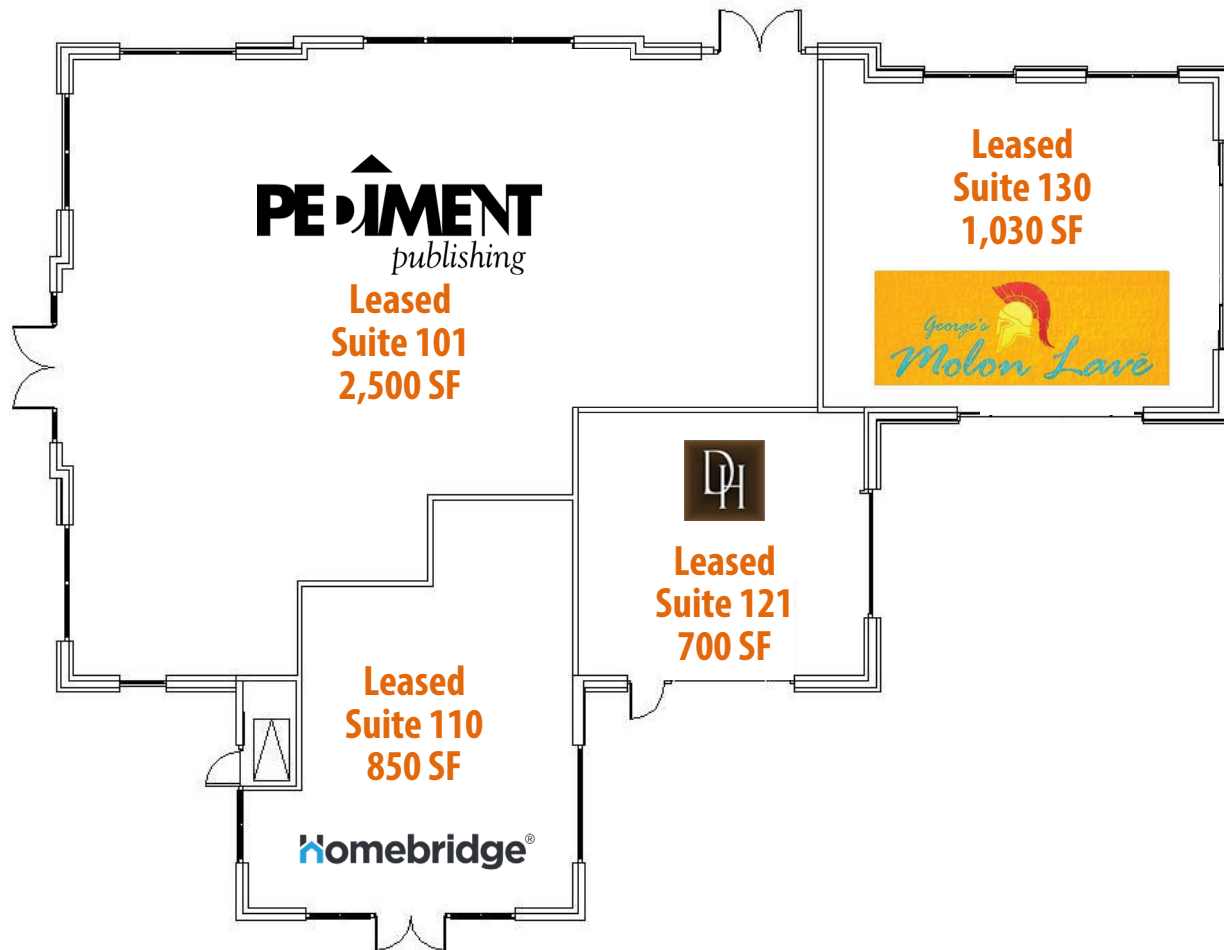 PEDIMENT
publishing
Leased
Suite 101
2,500 SF
Leased
Suite 130
1,030 SF
George's
Molon Lavé
DH
Leased
Suite 121
700 SF
Leased
Suite 110
850 SF
Homebridge®